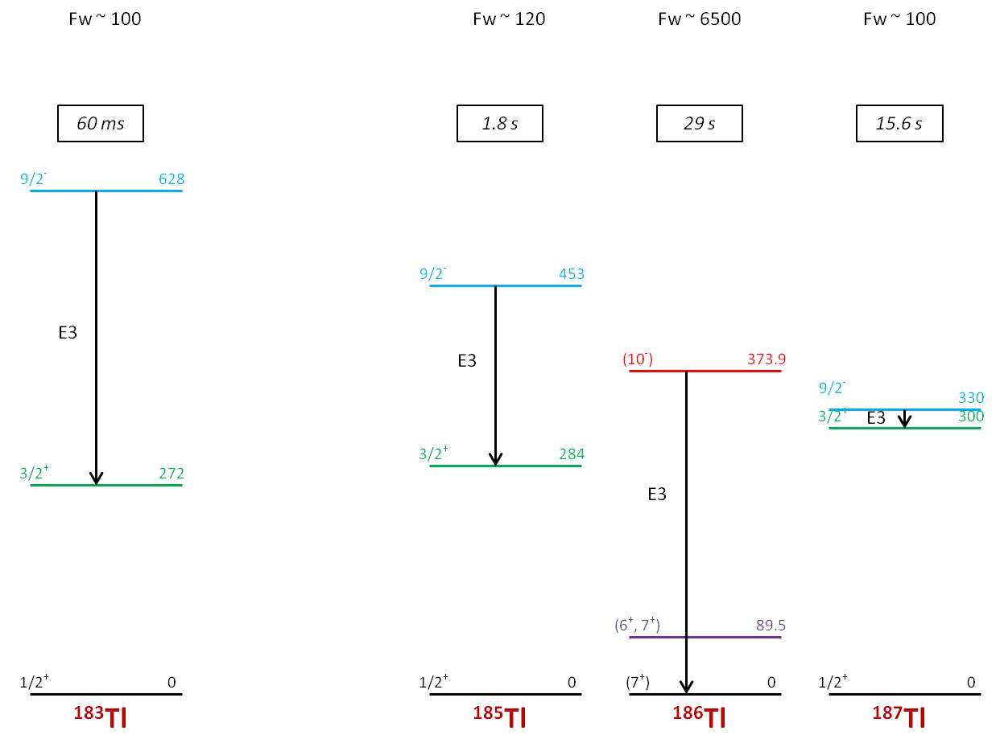 Fw ~ 100 Fw ~ 120 Fw ~ 6500 Fw ~ 100
60 ms 1.8 s 29 s 15.6 s
9/2⁻ 628
9/2⁻ 453
E3
E3
(10⁻) 373.9
9/2⁻ 330
3/2⁺ E3 300
3/2⁺ 284
3/2⁺ 272
E3
(6⁺, 7⁺) 89.5
1/2⁺ 0 1/2⁺ 0 (7⁺) 0 1/2⁺ 0
¹⁸³Tl ¹⁸⁵Tl ¹⁸⁶Tl ¹⁸⁷Tl